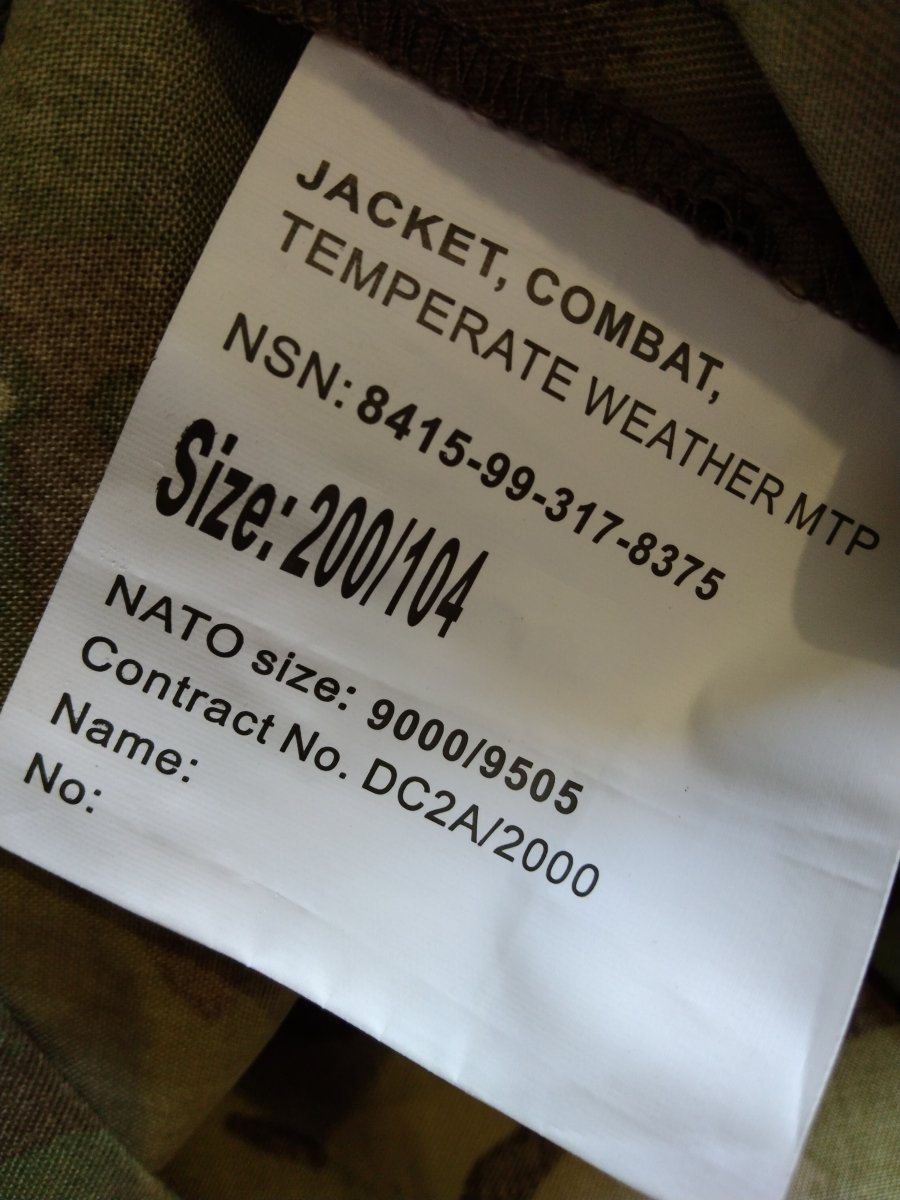 JACKET, COMBAT,
TEMPERATE WEATHER MTP
NSN: 8415-99-317-8375
Size: 200/104
NATO size: 9000/9505
Contract No. DC2A/2000
Name:
No: